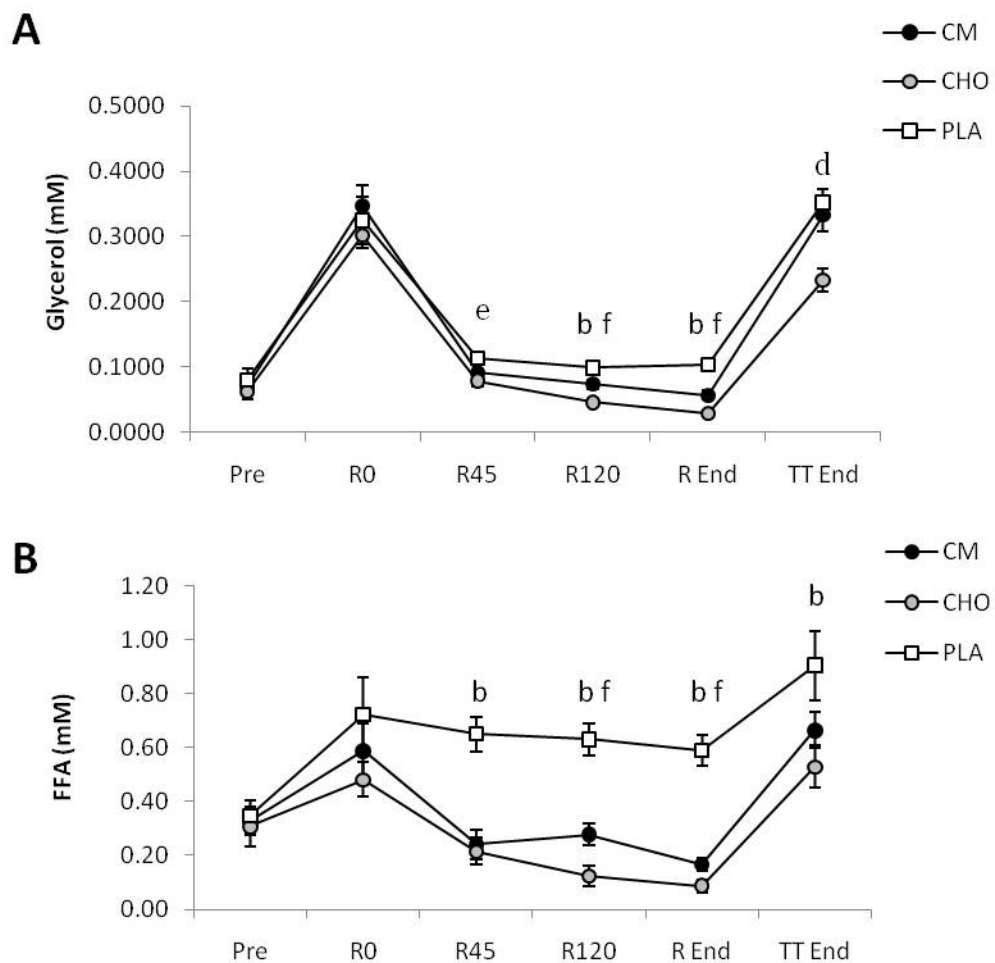 A
CM
CHO
PLA
Glycerol (mM)
0.5000
0.4000
0.3000
0.2000
0.1000
0.0000
e
b f
b f
d
Pre R0 R45 R120 R End TT End
B
CM
CHO
PLA
FFA (mM)
1.20
1.00
0.80
0.60
0.40
0.20
0.00
b
b f
b f
b
Pre R0 R45 R120 R End TT End